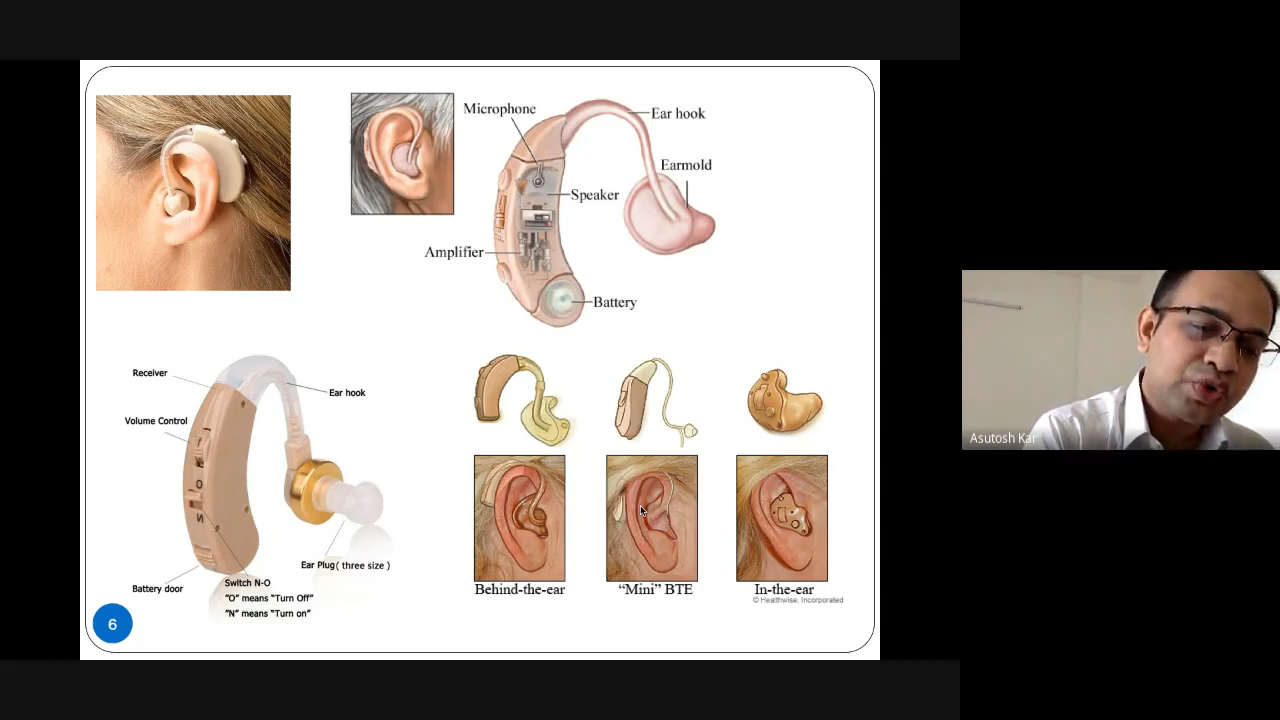 Microphone
Ear hook
Earmold
Speaker
Amplifier
Battery
Receiver
Ear hook
Volume Control
Ear Plug( three size )
Battery door
Switch N-O
"O" means "Turn Off"
"N" means "Turn on"
Behind-the-ear
“Mini” BTE
In-the-ear
© Healthwise, Incorporated
6
Asutosh Kar